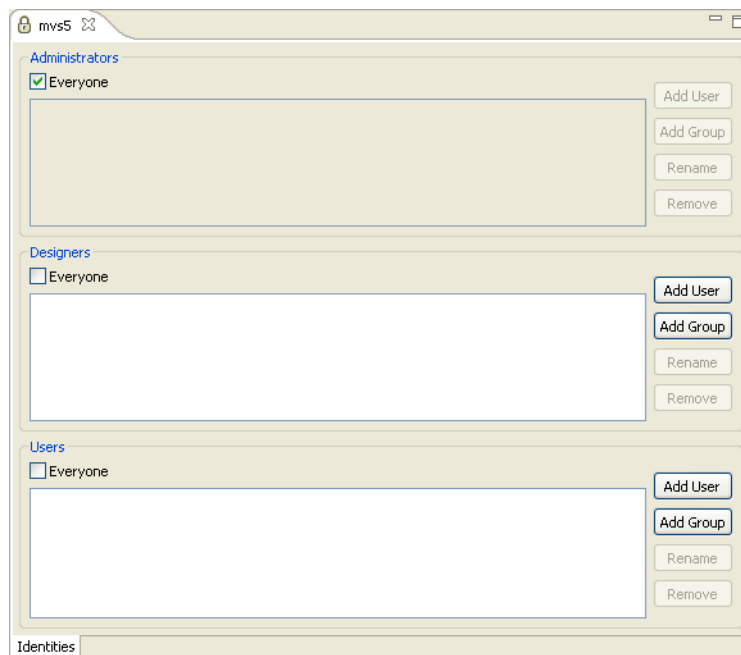 mvs5
Administrators
Everyone
Add User
Add Group
Rename
Remove
Designers
Everyone
Add User
Add Group
Rename
Remove
Users
Everyone
Add User
Add Group
Rename
Remove
Identities